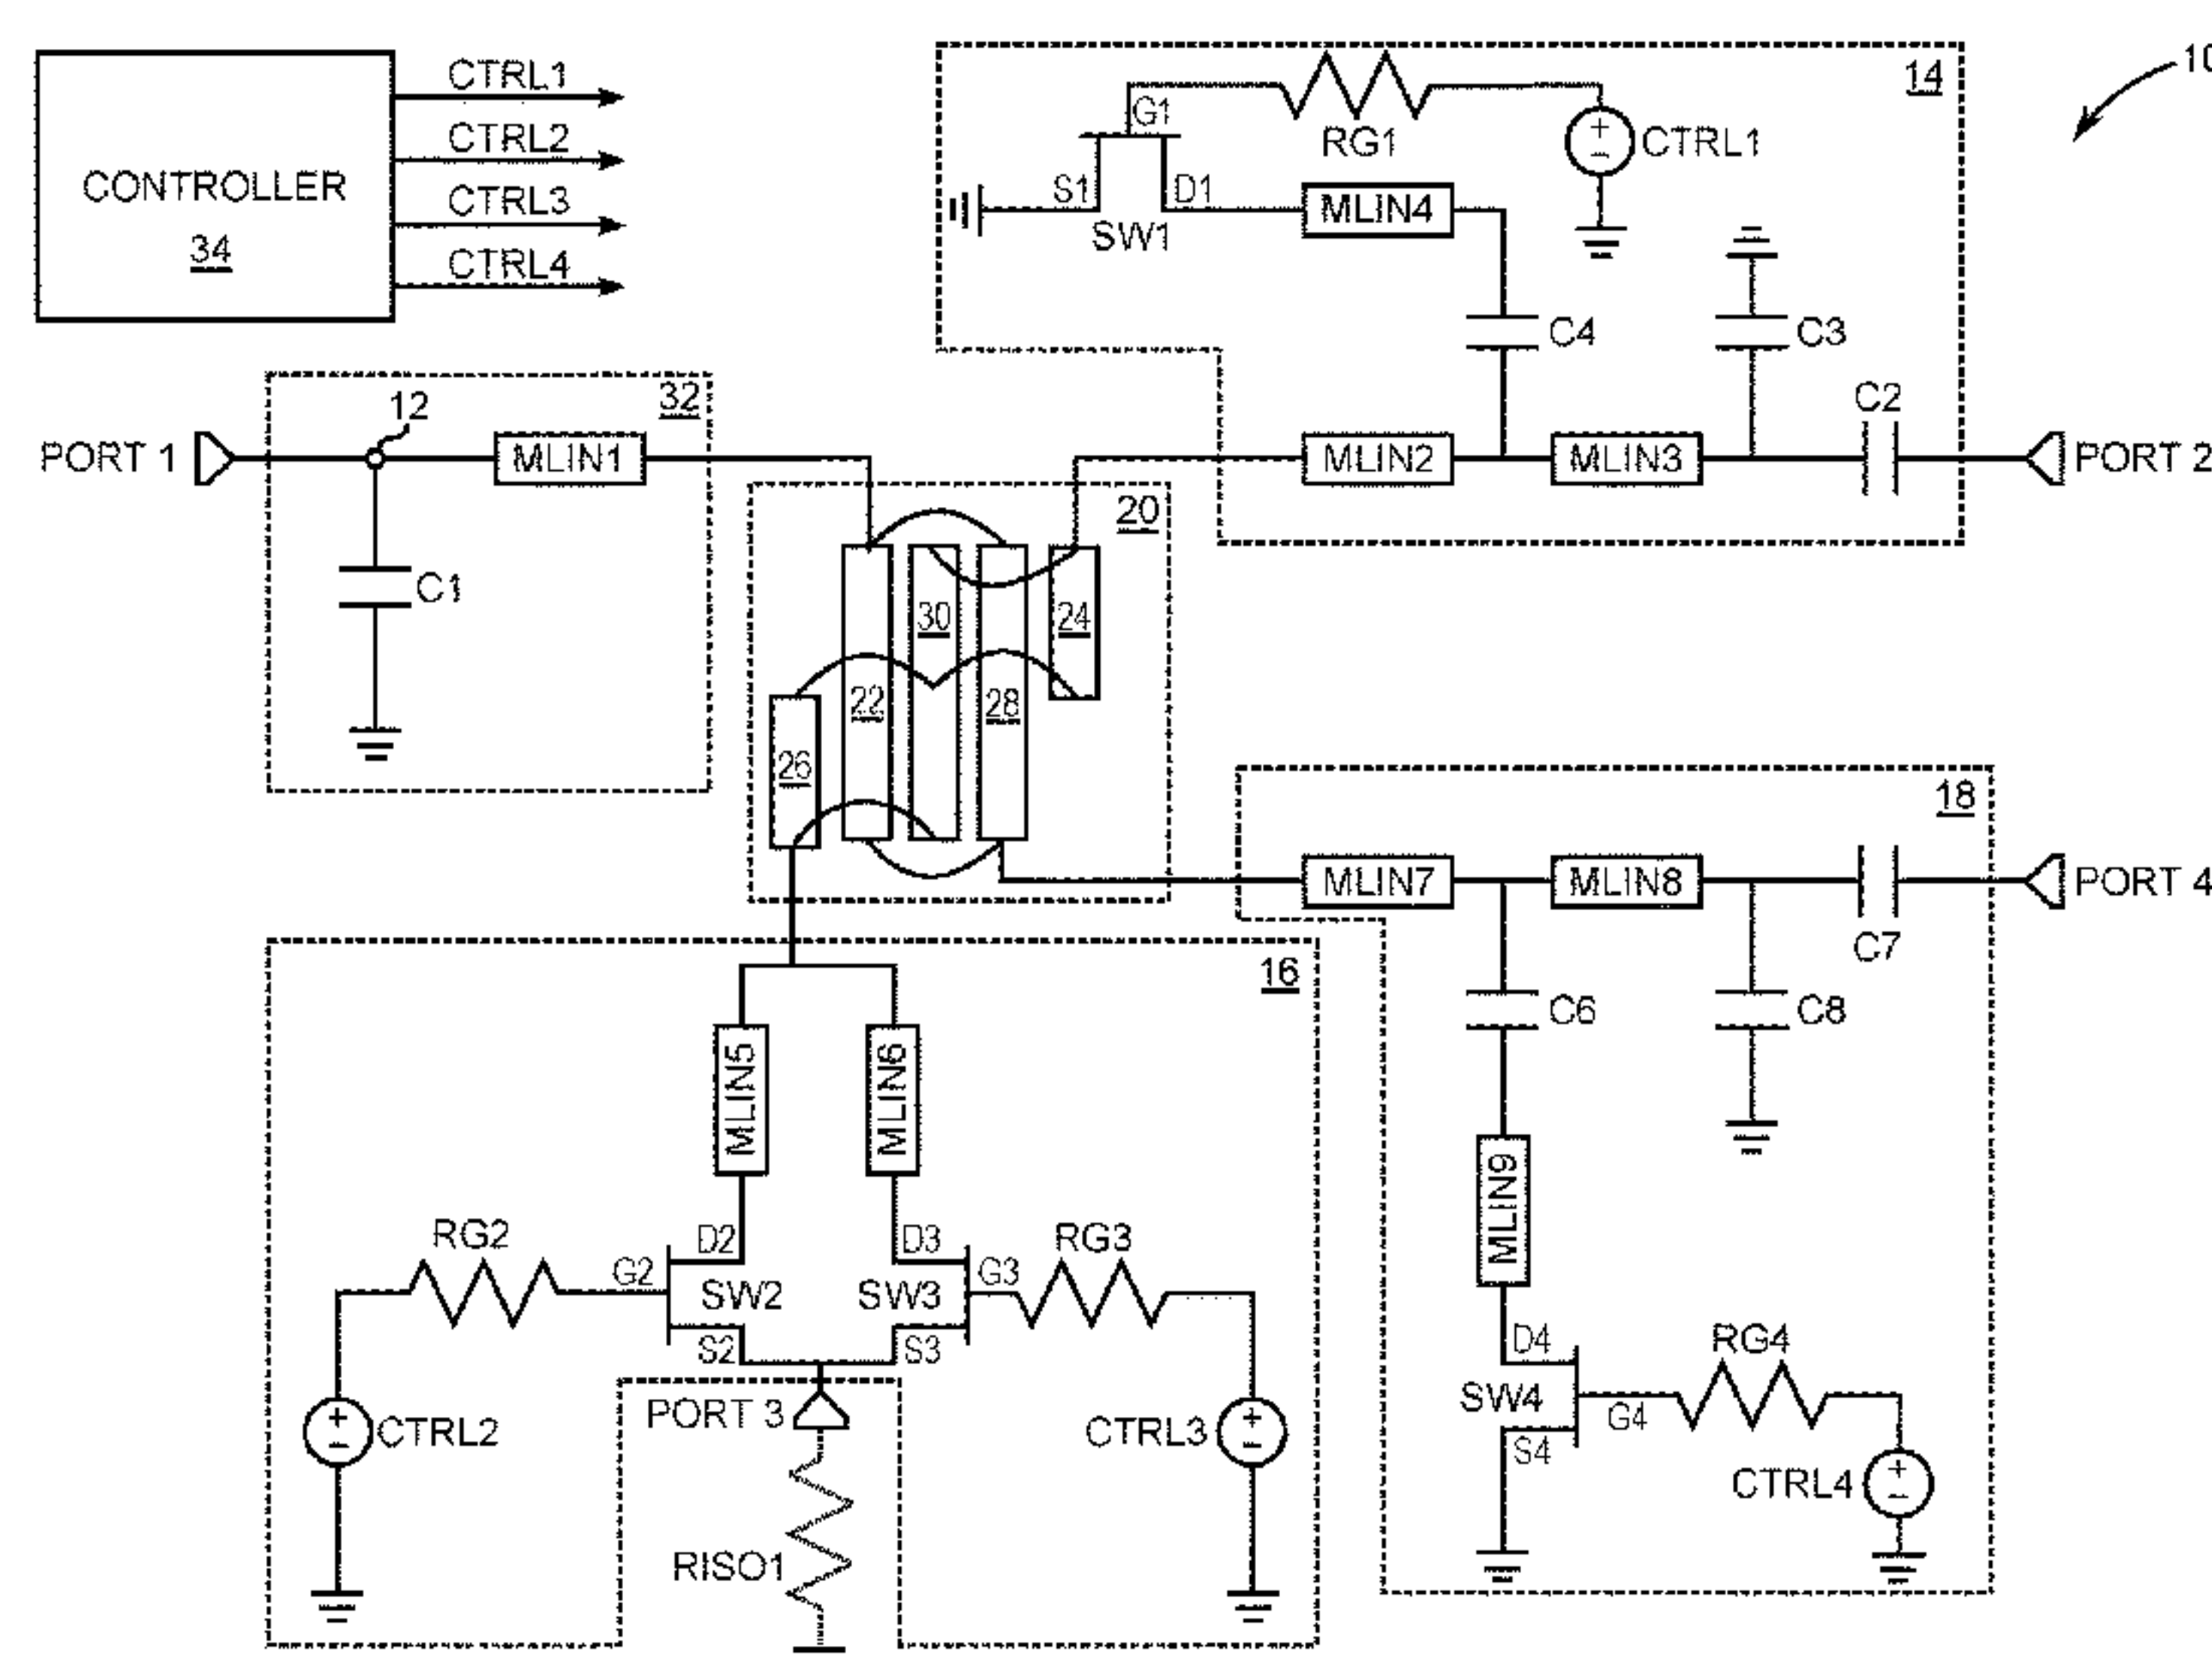 CONTROLLER
34
CTRL1
CTRL2
CTRL3
CTRL4
14
10
G1
S1
D1
SW1
RG1
CTRL1
MLIN4
C4
C3
C2
MLIN2
MLIN3
PORT 2
PORT 1
12
32
MLIN1
C1
20
30
24
22
28
26
18
MLIN7
MLIN8
PORT 4
C7
C6
C8
MLIN9
D4
SW4
S4
G4
RG4
CTRL4
16
MLIN5
MLIN6
RG2
G2
D2
SW2
S2
D3
SW3
S3
G3
RG3
CTRL2
PORT 3
CTRL3
RISO1